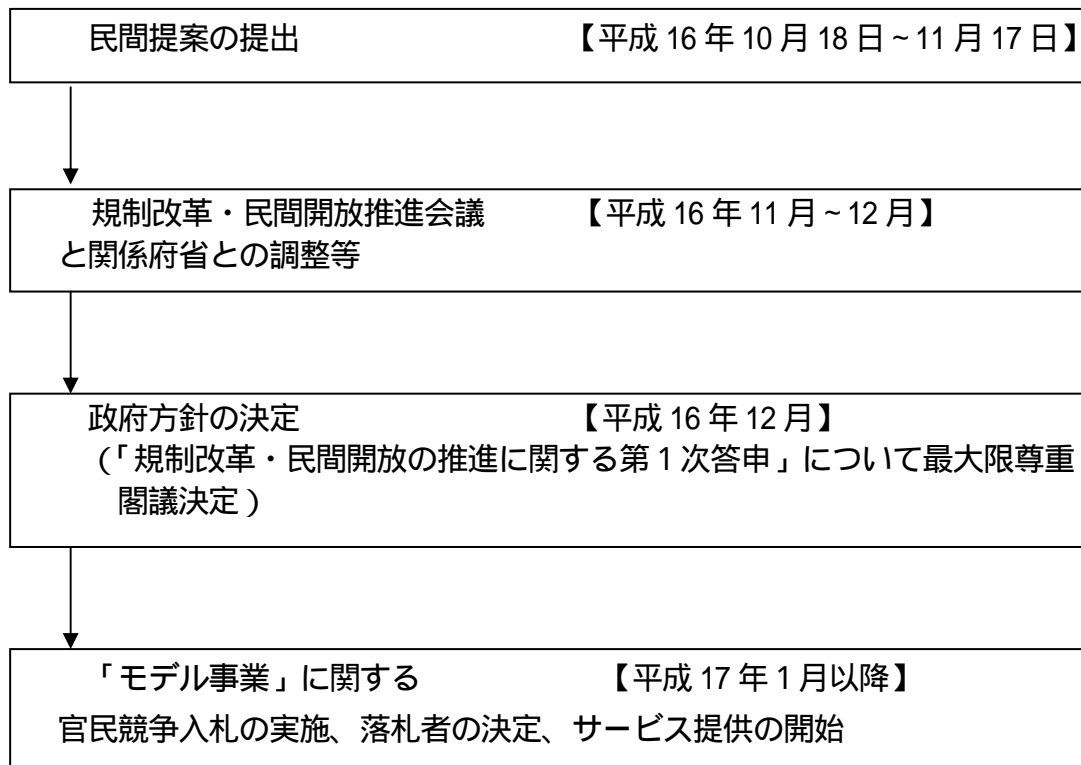 民間提案の提出 【平成 16 年 10 月 18 日~11 月 17 日】
規制改革・民間開放推進会議 【平成 16 年 11 月~12 月】
と関係府省との調整等
政府方針の決定 【平成 16 年 12 月】
(「規制改革・民間開放の推進に関する第1次答申」について最大限尊重
閣議決定)
「モデル事業」に関する 【平成 17 年 1 月以降】
官民競争入札の実施、落札者の決定、サービス提供の開始